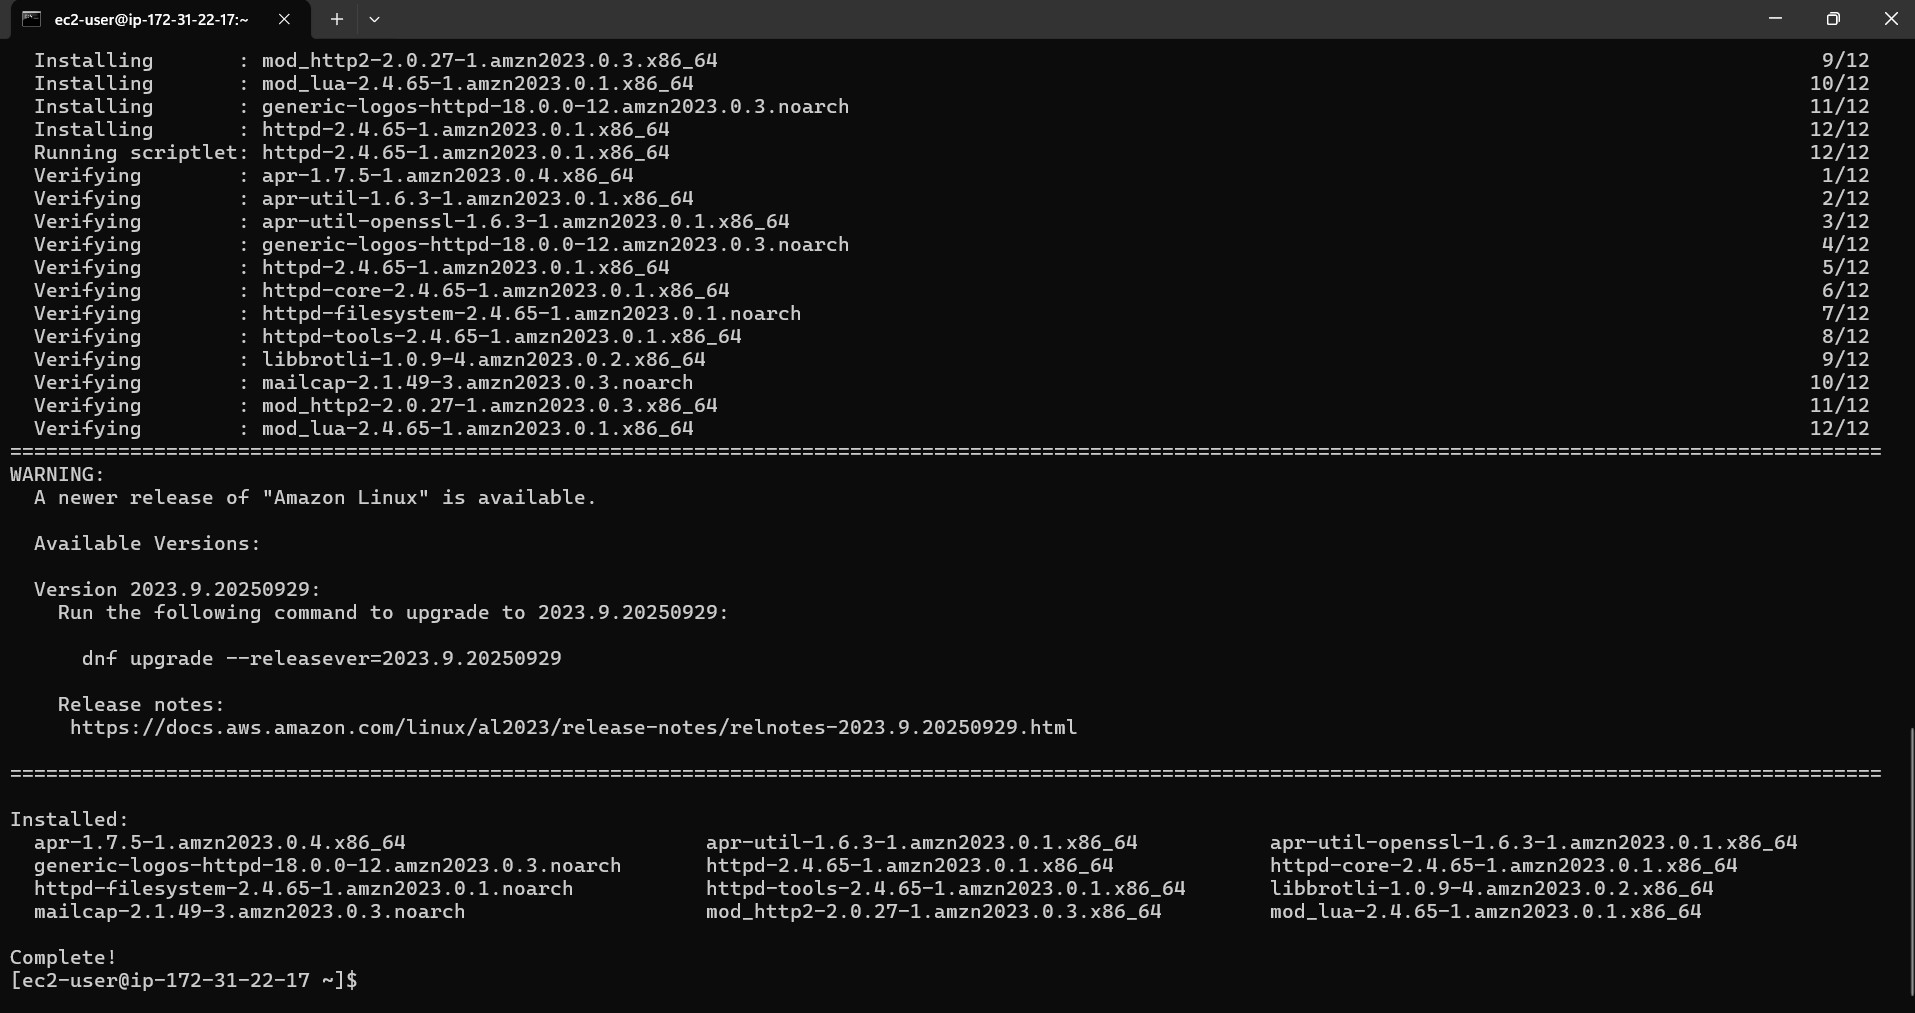 ec2-user@ip-172-31-22-17:~
Installing : mod_http2-2.0.27-1.amzn2023.0.3.x86_64 9/12
Installing : mod_lua-2.4.65-1.amzn2023.0.1.x86_64 10/12
Installing : generic-logos-httpd-18.0.0-12.amzn2023.0.3.noarch 11/12
Installing : httpd-2.4.65-1.amzn2023.0.1.x86_64 12/12
Running scriptlet: httpd-2.4.65-1.amzn2023.0.1.x86_64 12/12
Verifying : apr-1.7.5-1.amzn2023.0.4.x86_64 1/12
Verifying : apr-util-1.6.3-1.amzn2023.0.1.x86_64 2/12
Verifying : apr-util-openssl-1.6.3-1.amzn2023.0.1.x86_64 3/12
Verifying : generic-logos-httpd-18.0.0-12.amzn2023.0.3.noarch 4/12
Verifying : httpd-2.4.65-1.amzn2023.0.1.x86_64 5/12
Verifying : httpd-core-2.4.65-1.amzn2023.0.1.x86_64 6/12
Verifying : httpd-filesystem-2.4.65-1.amzn2023.0.1.noarch 7/12
Verifying : httpd-tools-2.4.65-1.amzn2023.0.1.x86_64 8/12
Verifying : libbrotli-1.0.9-4.amzn2023.0.2.x86_64 9/12
Verifying : mailcap-2.1.49-3.amzn2023.0.3.noarch 10/12
Verifying : mod_http2-2.0.27-1.amzn2023.0.3.x86_64 11/12
Verifying : mod_lua-2.4.65-1.amzn2023.0.1.x86_64 12/12
============================================================================================================================================================
WARNING:
A newer release of "Amazon Linux" is available.
Available Versions:
Version 2023.9.20250929:
Run the following command to upgrade to 2023.9.20250929:
dnf upgrade --releasever=2023.9.20250929
Release notes:
https://docs.aws.amazon.com/linux/al2023/release-notes/relnotes-2023.9.20250929.html
============================================================================================================================================================
Installed:
apr-1.7.5-1.amzn2023.0.4.x86_64 apr-util-1.6.3-1.amzn2023.0.1.x86_64 apr-util-openssl-1.6.3-1.amzn2023.0.1.x86_64
generic-logos-httpd-18.0.0-12.amzn2023.0.3.noarch httpd-2.4.65-1.amzn2023.0.1.x86_64 httpd-core-2.4.65-1.amzn2023.0.1.x86_64
httpd-filesystem-2.4.65-1.amzn2023.0.1.noarch httpd-tools-2.4.65-1.amzn2023.0.1.x86_64 libbrotli-1.0.9-4.amzn2023.0.2.x86_64
mailcap-2.1.49-3.amzn2023.0.3.noarch mod_http2-2.0.27-1.amzn2023.0.3.x86_64 mod_lua-2.4.65-1.amzn2023.0.1.x86_64
Complete!
[ec2-user@ip-172-31-22-17 ~]$